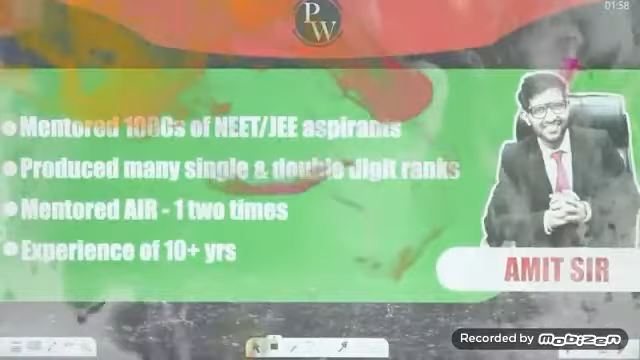 01:58
P
W
Mentored 1000s of NEET/JEE aspirants
Produced many single & double digit ranks
Mentored AIR - 1 two times
Experience of 10+ yrs
AMIT SIR
Recorded by MOBIZEN